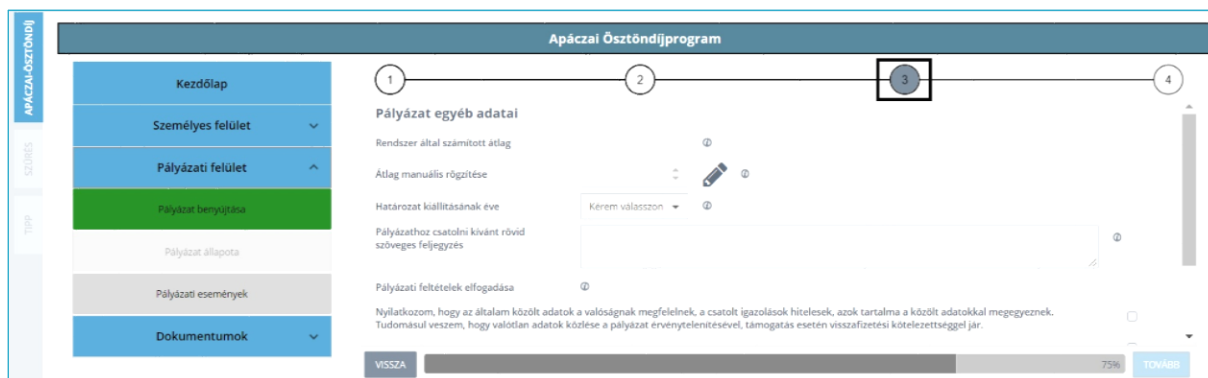 APÁCZAI-ÖSZTÖNDÍJ
SZŰRÉS
TIPP
Apáczai Ösztöndíjprogram
Kezdőlap
Személyes felület
Pályázati felület
Pályázat benyújtása
Pályázat állapota
Pályázati események
Dokumentumok
1
2
3
4
Pályázat egyéb adatai
Rendszer által számított átlag
Átlag manuális rögzítése
Határozat kiállításának éve
Kérem válasszon
Pályázathoz csatolni kívánt rövid
szöveges feljegyzés
Pályázati feltételek elfogadása
Nyilatkozom, hogy az általam közölt adatok a valóságnak megfelelnek, a csatolt igazolások hitelesek, azok tartalma a közölt adatokkal megegyeznek.
Tudomásul veszem, hogy valótlan adatok közlése a pályázat érvénytelenítésével, támogatás esetén visszafizetési kötelezettséggel jár.
VISSZA
75%
TOVÁBB